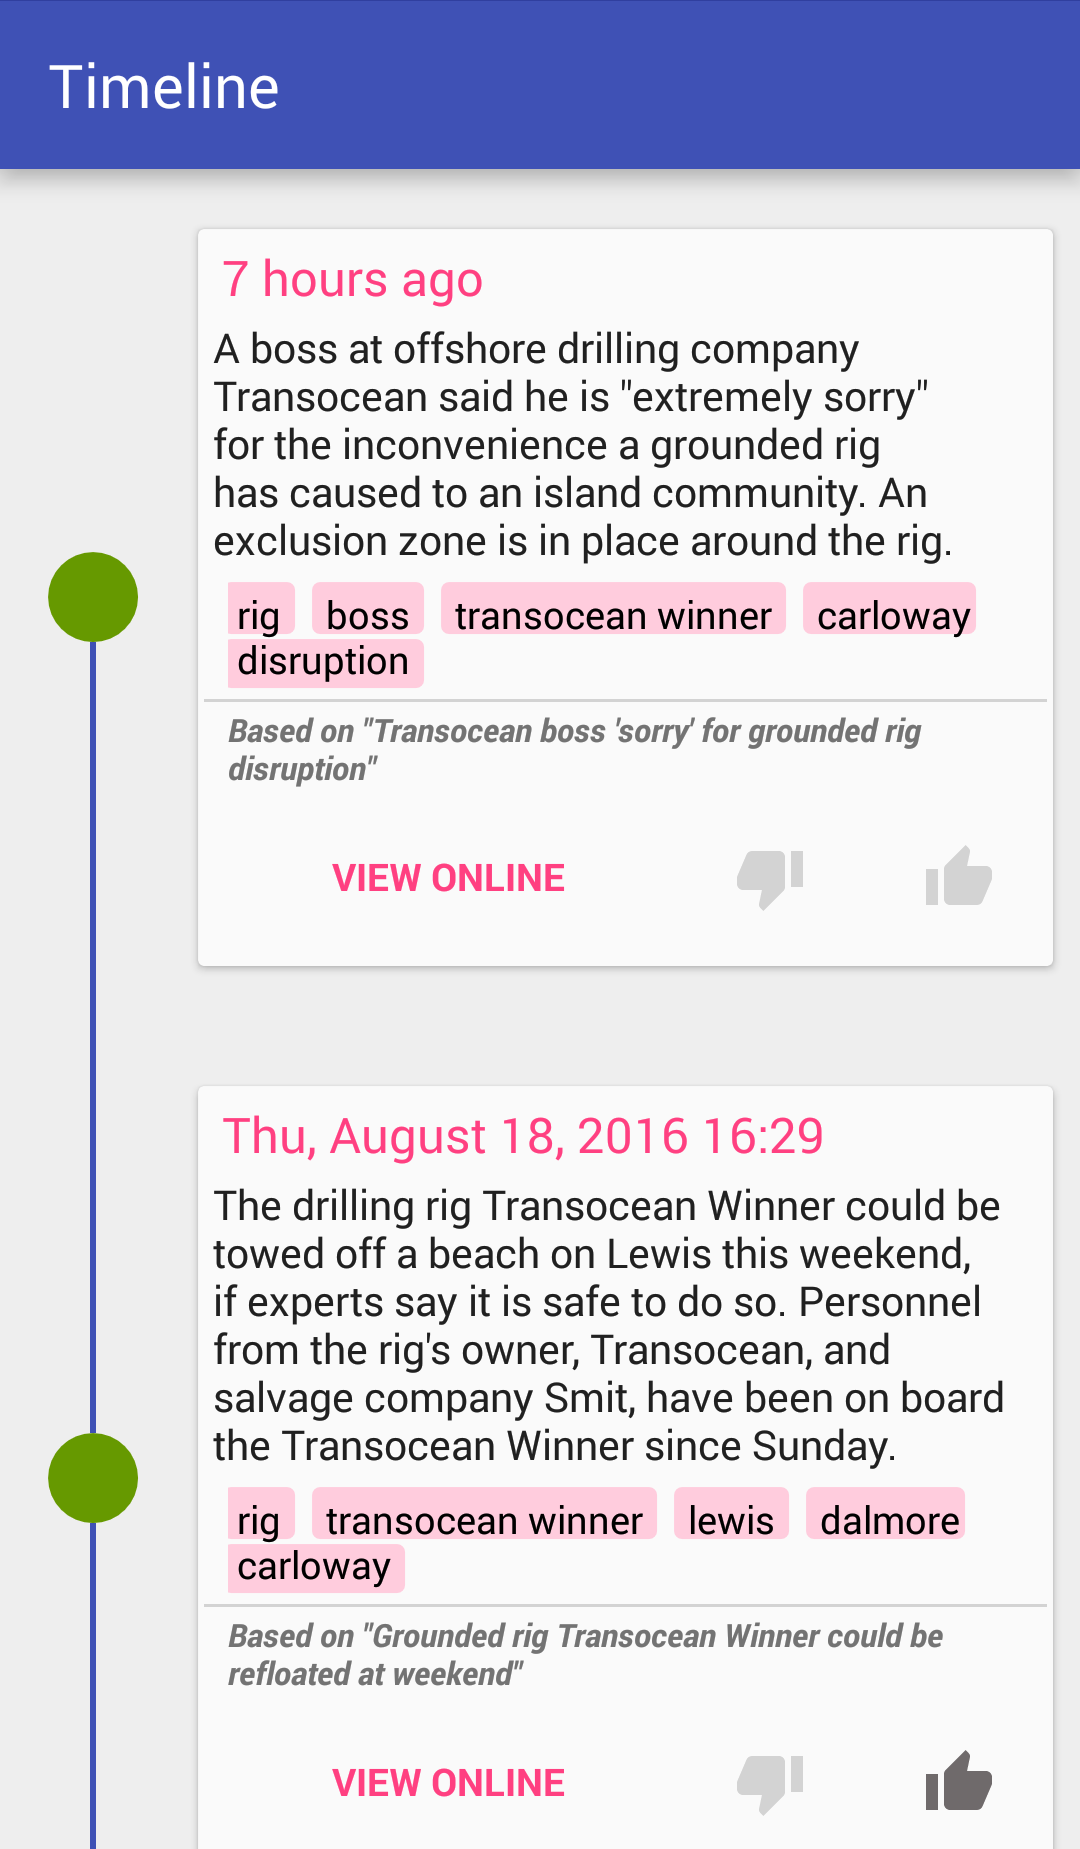 Timeline
7 hours ago
A boss at offshore drilling company
Transocean said he is "extremely sorry"
for the inconvenience a grounded rig
has caused to an island community. An
exclusion zone is in place around the rig.
rig boss transocean winner carloway
disruption
Based on "Transocean boss 'sorry' for grounded rig
disruption"
VIEW ONLINE
Thu, August 18, 2016 16:29
The drilling rig Transocean Winner could be
towed off a beach on Lewis this weekend,
if experts say it is safe to do so. Personnel
from the rig's owner, Transocean, and
salvage company Smit, have been on board
the Transocean Winner since Sunday.
rig transocean winner lewis dalmore
carloway
Based on "Grounded rig Transocean Winner could be
refloated at weekend"
VIEW ONLINE